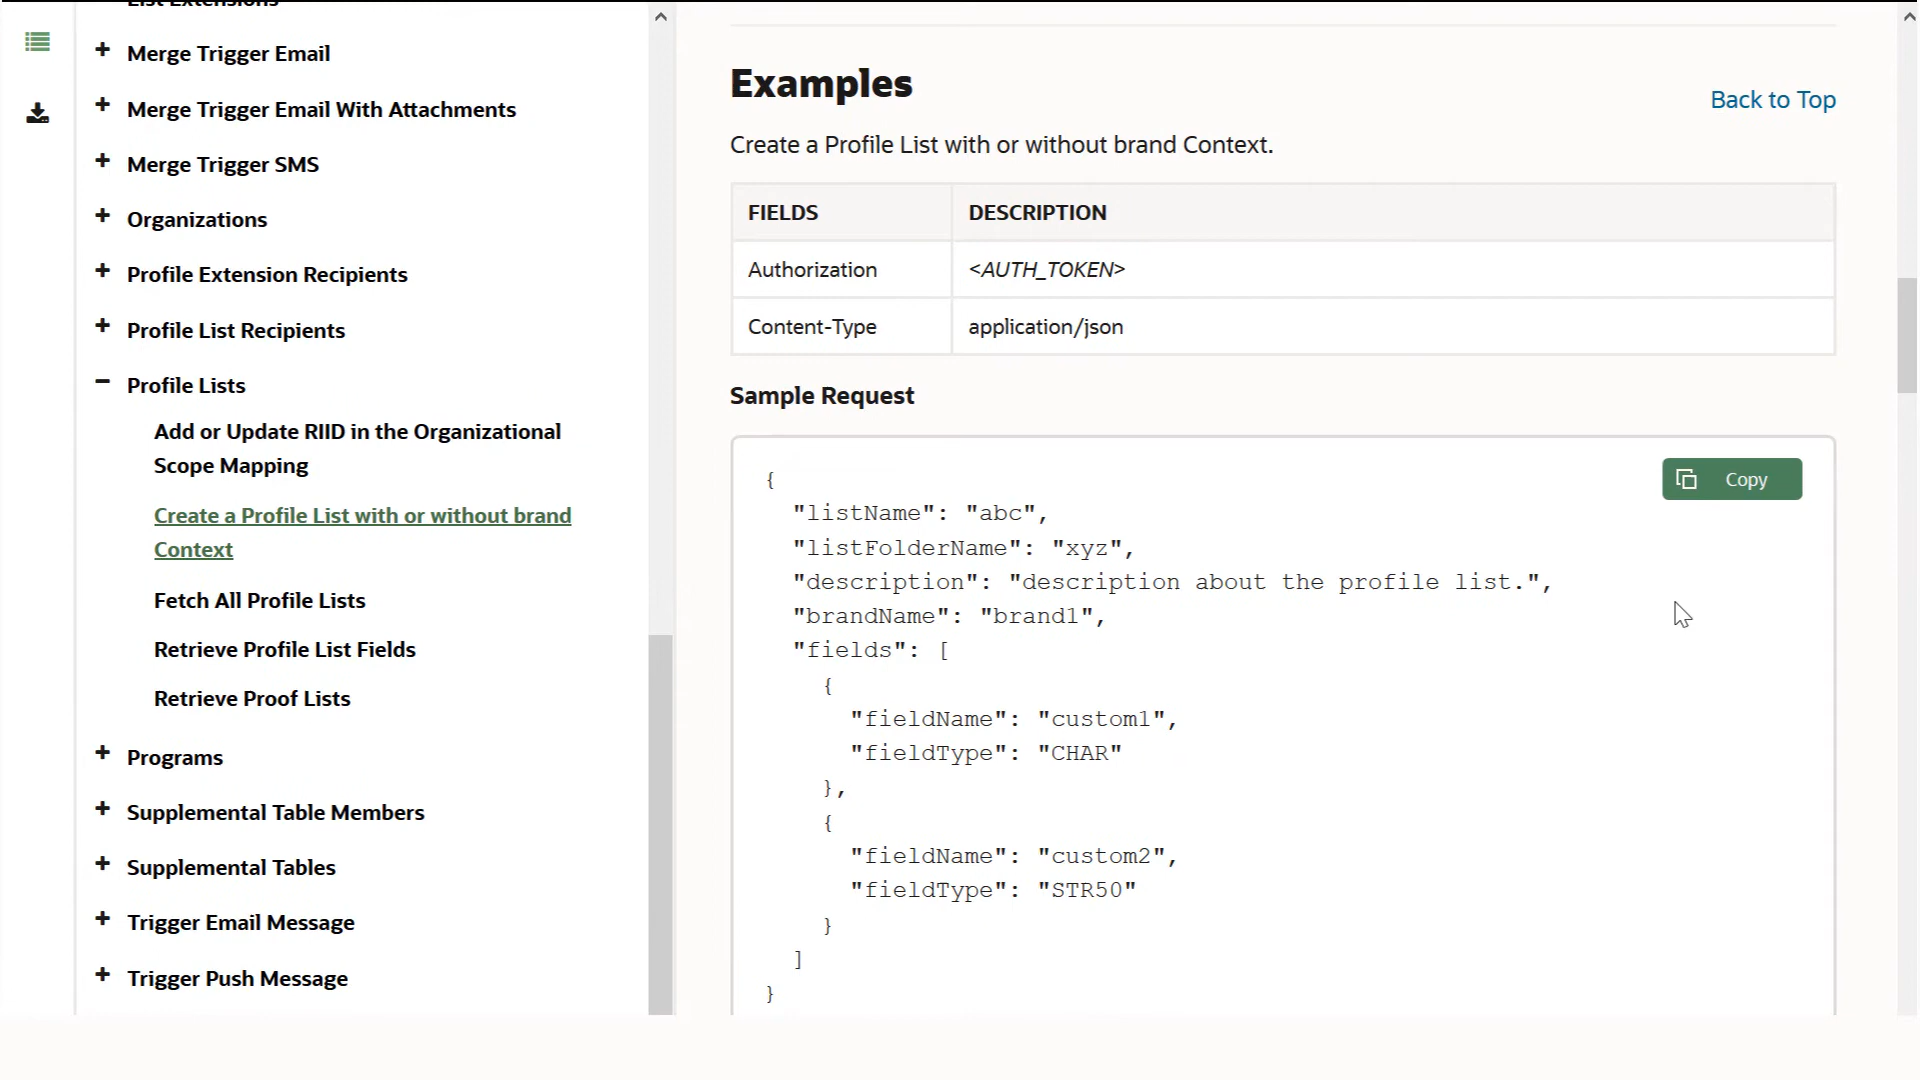 List Extensions
Merge Trigger Email
Merge Trigger Email With Attachments
Merge Trigger SMS
Organizations
Profile Extension Recipients
Profile List Recipients
Profile Lists
Add or Update RIID in the Organizational
Scope Mapping
Create a Profile List with or without brand
Context
Fetch All Profile Lists
Retrieve Profile List Fields
Retrieve Proof Lists
Programs
Supplemental Table Members
Supplemental Tables
Trigger Email Message
Trigger Push Message
Examples
Back to Top
Create a Profile List with or without brand Context.
FIELDS DESCRIPTION
Authorization <AUTH_TOKEN>
Content-Type application/json
Sample Request
Copy
{
"listName": "abc",
"listFolderName": "xyz",
"description": "description about the profile list.",
"brandName": "brand1",
"fields": [
{
"fieldName": "custom1",
"fieldType": "CHAR"
},
{
"fieldName": "custom2",
"fieldType": "STR50"
}
]
}